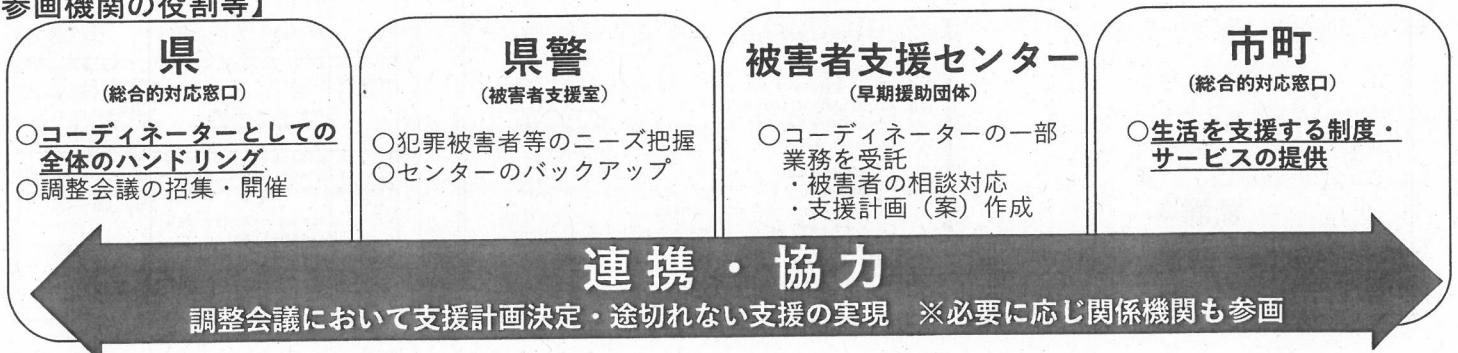 参画機関の役割等】
県
(総合的対応窓口)
○コーディネーターとしての
全体のハンドリング
○調整会議の招集・開催
県警
(被害者支援室)
○犯罪被害者等のニーズ把握
○センターのバックアップ
被害者支援センター
(早期援助団体)
○コーディネーターの一部
業務を受託
・被害者の相談対応
・支援計画(案)作成
市町
(総合的対応窓口)
○生活を支援する制度・
サービスの提供
連携・協力
調整会議において支援計画決定・途切れない支援の実現 ※必要に応じ関係機関も参画